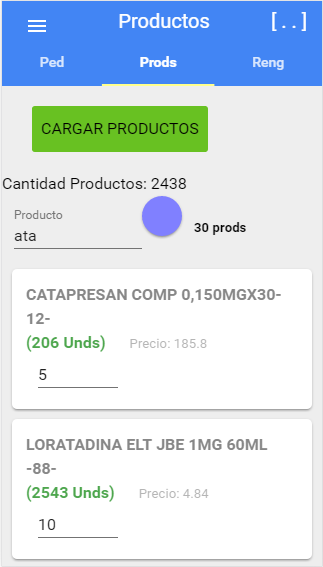 Productos [..]
Ped Prods Reng
CARGAR PRODUCTOS
Cantidad Productos: 2438
Producto
ata 30 prods
CATAPRESAN COMP 0,150MGX30-
12-
(206 Unds) Precio: 185.8
5
LORATADINA ELT JBE 1MG 60ML
-88-
(2543 Unds) Precio: 4.84
10